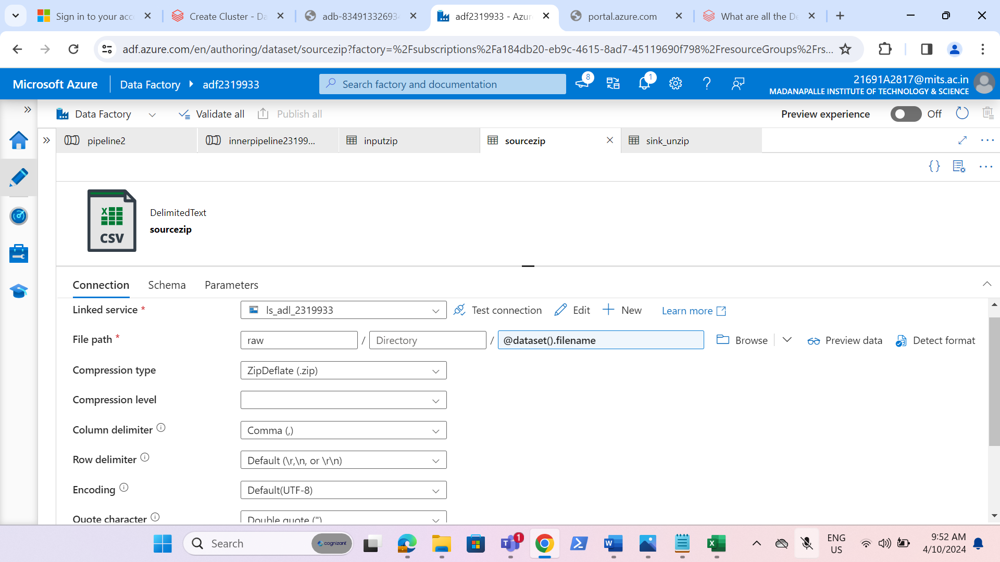 Sign in to your acc
Create Cluster - Da
adb-83491332693
adf2319933 - Azur
portal.azure.com
What are all the De
adf.azure.com/en/authoring/dataset/sourcezip?factory=%2Fsubscriptions%2Fa184db20-eb9c-4615-8ad7-45119690f798%2FresourceGroups%2Frs...
Microsoft Azure
Data Factory
adf2319933
Search factory and documentation
8
1
21691A2817@mits.ac.in
MADANAPALLE INSTITUTE OF TECHNOLOGY & SCIENCE
Data Factory
Validate all
Publish all
Preview experience
Off
pipeline2
innerpipeline23199...
inputzip
sourcezip
sink_unzip
{}
X
CSV
DelimitedText
sourcezip
Connection
Schema
Parameters
Linked service *
ls_adl_2319933
Test connection
Edit
New
Learn more
File path *
raw
/
Directory
/
@dataset().filename
Browse
Preview data
Detect format
Compression type
ZipDeflate (.zip)
Compression level
Column delimiter
Comma (,)
Row delimiter
Default (\r,\n, or \r\n)
Encoding
Default(UTF-8)
Quote character
Double quote (")
Search
cognizant
1
ENG
US
9:52 AM
4/10/2024